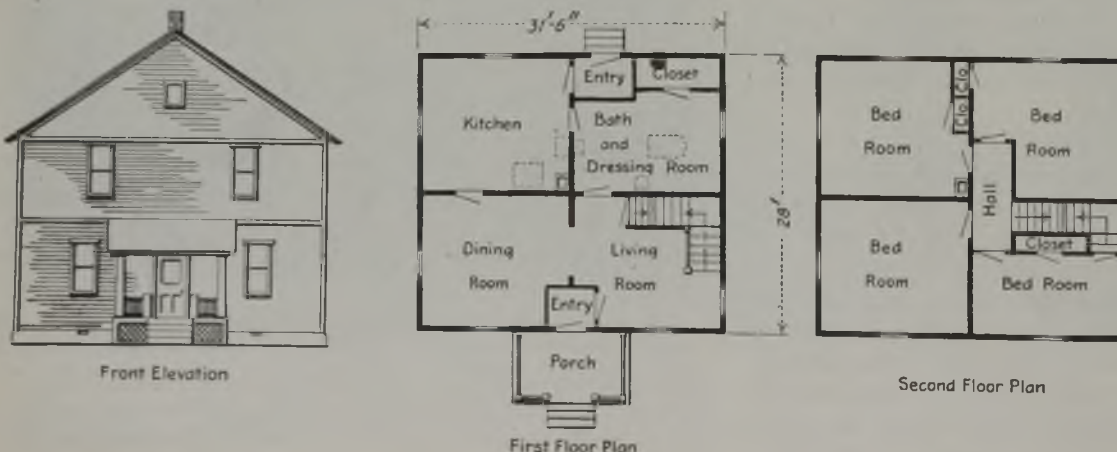 31'-6"
Entry
Closet
Kitchen
Bath
and
Dressing Room
28'
Dining
Room
Living
Room
Entry
Porch
First Floor Plan
Front Elevation
Bed
Room
Clo
Clo
Bed
Room
Hall
Bed
Room
Closet
Bed Room
Second Floor Plan